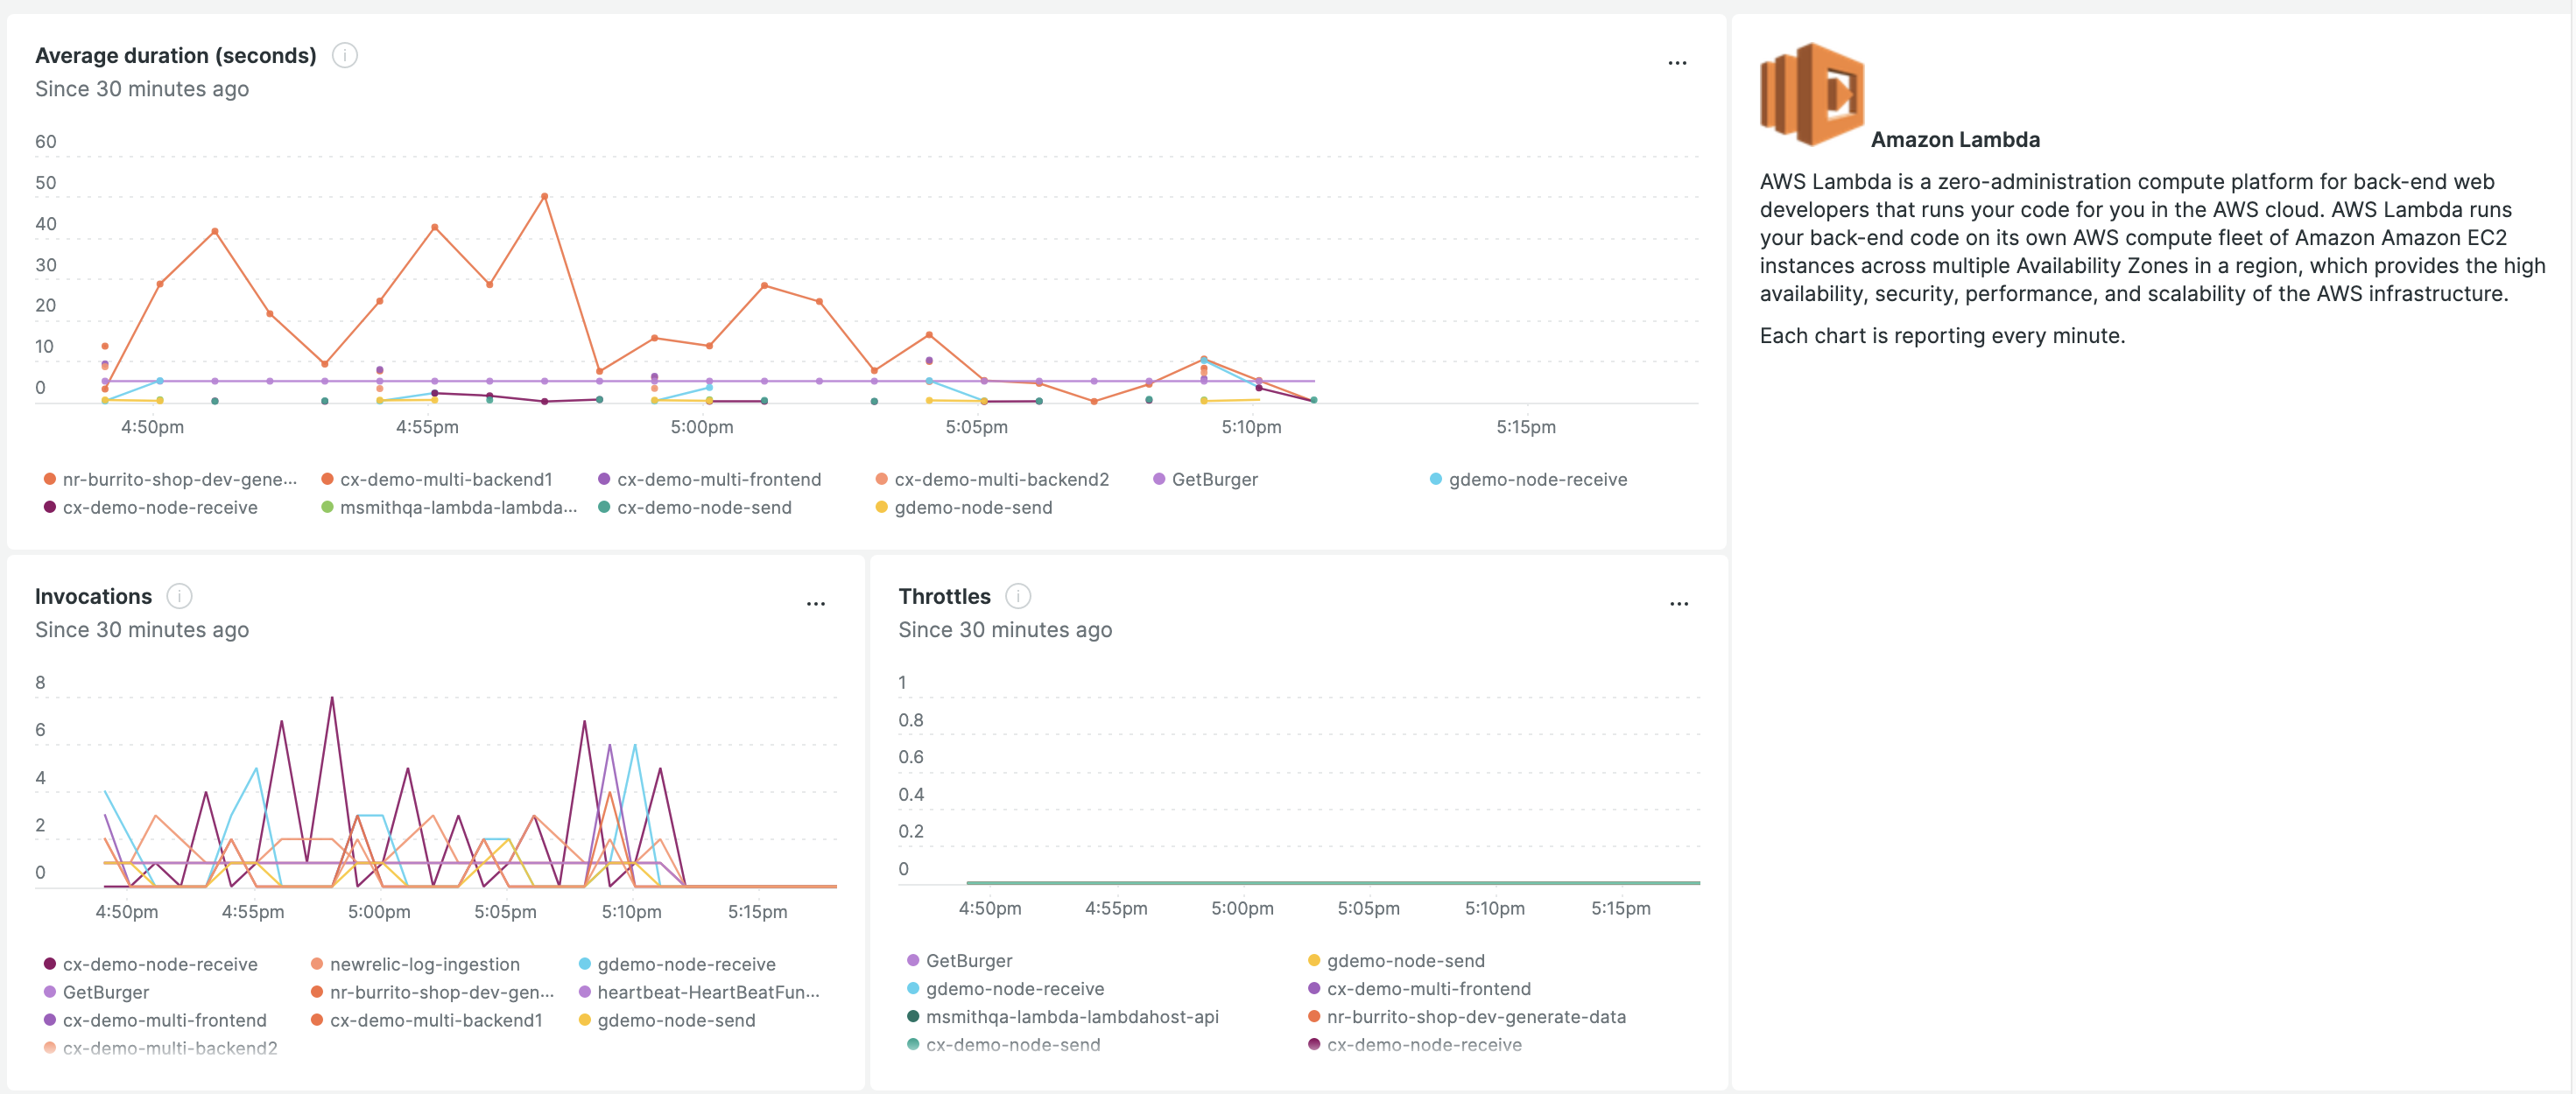 Average duration (seconds)
Since 30 minutes ago
60
50
40
30
20
10
0
4:50pm 4:55pm 5:00pm 5:05pm 5:10pm 5:15pm
nr-burrito-shop-dev-gene... cx-demo-multi-backend1 cx-demo-multi-frontend cx-demo-multi-backend2 GetBurger gdemo-node-receive
cx-demo-node-receive msmithqa-lambda-lambda... cx-demo-node-send gdemo-node-send
Amazon Lambda
AWS Lambda is a zero-administration compute platform for back-end web
developers that runs your code for you in the AWS cloud. AWS Lambda runs
your back-end code on its own AWS compute fleet of Amazon Amazon EC2
instances across multiple Availability Zones in a region, which provides the high
availability, security, performance, and scalability of the AWS infrastructure.
Each chart is reporting every minute.
Invocations
Since 30 minutes ago
8
6
4
2
0
4:50pm 4:55pm 5:00pm 5:05pm 5:10pm 5:15pm
cx-demo-node-receive newrelic-log-ingestion gdemo-node-receive
GetBurger nr-burrito-shop-dev-gen... heartbeat-HeartBeatFun...
cx-demo-multi-frontend cx-demo-multi-backend1 gdemo-node-send
cx-demo-multi-backend2
Throttles
Since 30 minutes ago
1
0.8
0.6
0.4
0.2
0
4:50pm 4:55pm 5:00pm 5:05pm 5:10pm 5:15pm
GetBurger gdemo-node-send
gdemo-node-receive cx-demo-multi-frontend
msmithqa-lambda-lambdahost-api nr-burrito-shop-dev-generate-data
cx-demo-node-send cx-demo-node-receive